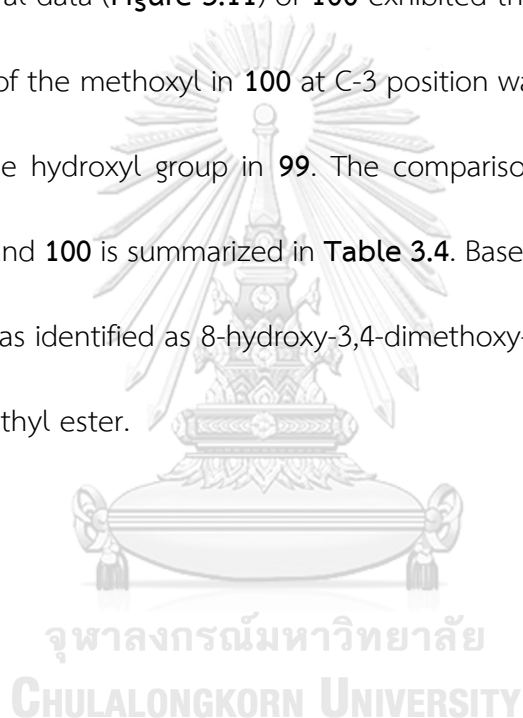 al data (Figure 3.11) of 100 exhibited th
of the methoxyl in 100 at C-3 position wa
e hydroxyl group in 99. The compariso
nd 100 is summarized in Table 3.4. Base
as identified as 8-hydroxy-3,4-dimethoxy-
thyl ester.
จุฬาลงกรณ์มหาวิทยาลัย
CHULALONGKORN UNIVERSITY